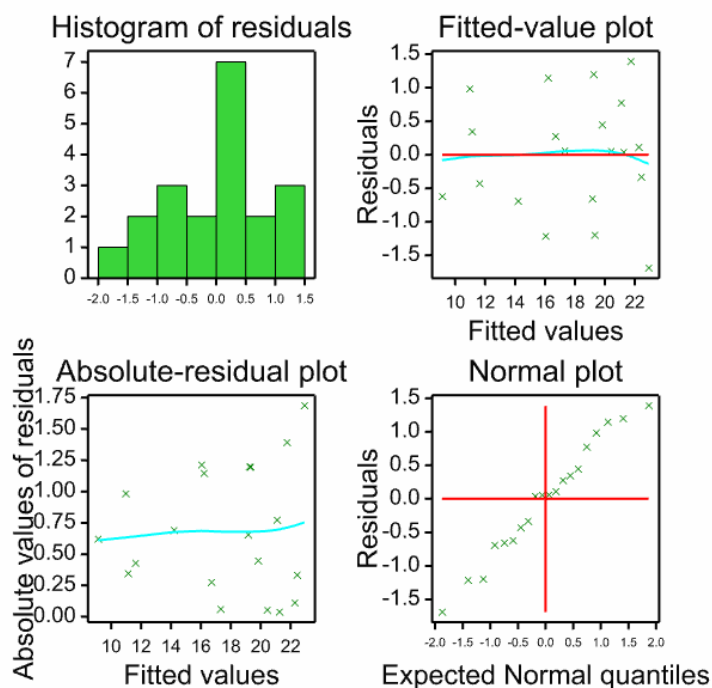 Histogram of residuals
7
6
5
4
3
2
1
0
-2.0 -1.5 -1.0 -0.5 0.0 0.5 1.0 1.5
Fitted-value plot
Residuals
1.5
1.0
0.5
0.0
-0.5
-1.0
-1.5
10 12 14 16 18 20 22
Fitted values
Absolute-residual plot
Absolute values of residuals
1.75
1.50
1.25
1.00
0.75
0.50
0.25
0.00
10 12 14 16 18 20 22
Fitted values
Normal plot
Residuals
1.5
1.0
0.5
0.0
-0.5
-1.0
-1.5
-2.0 -1.5 -1.0 -0.5 0.0 0.5 1.0 1.5 2.0
Expected Normal quantiles